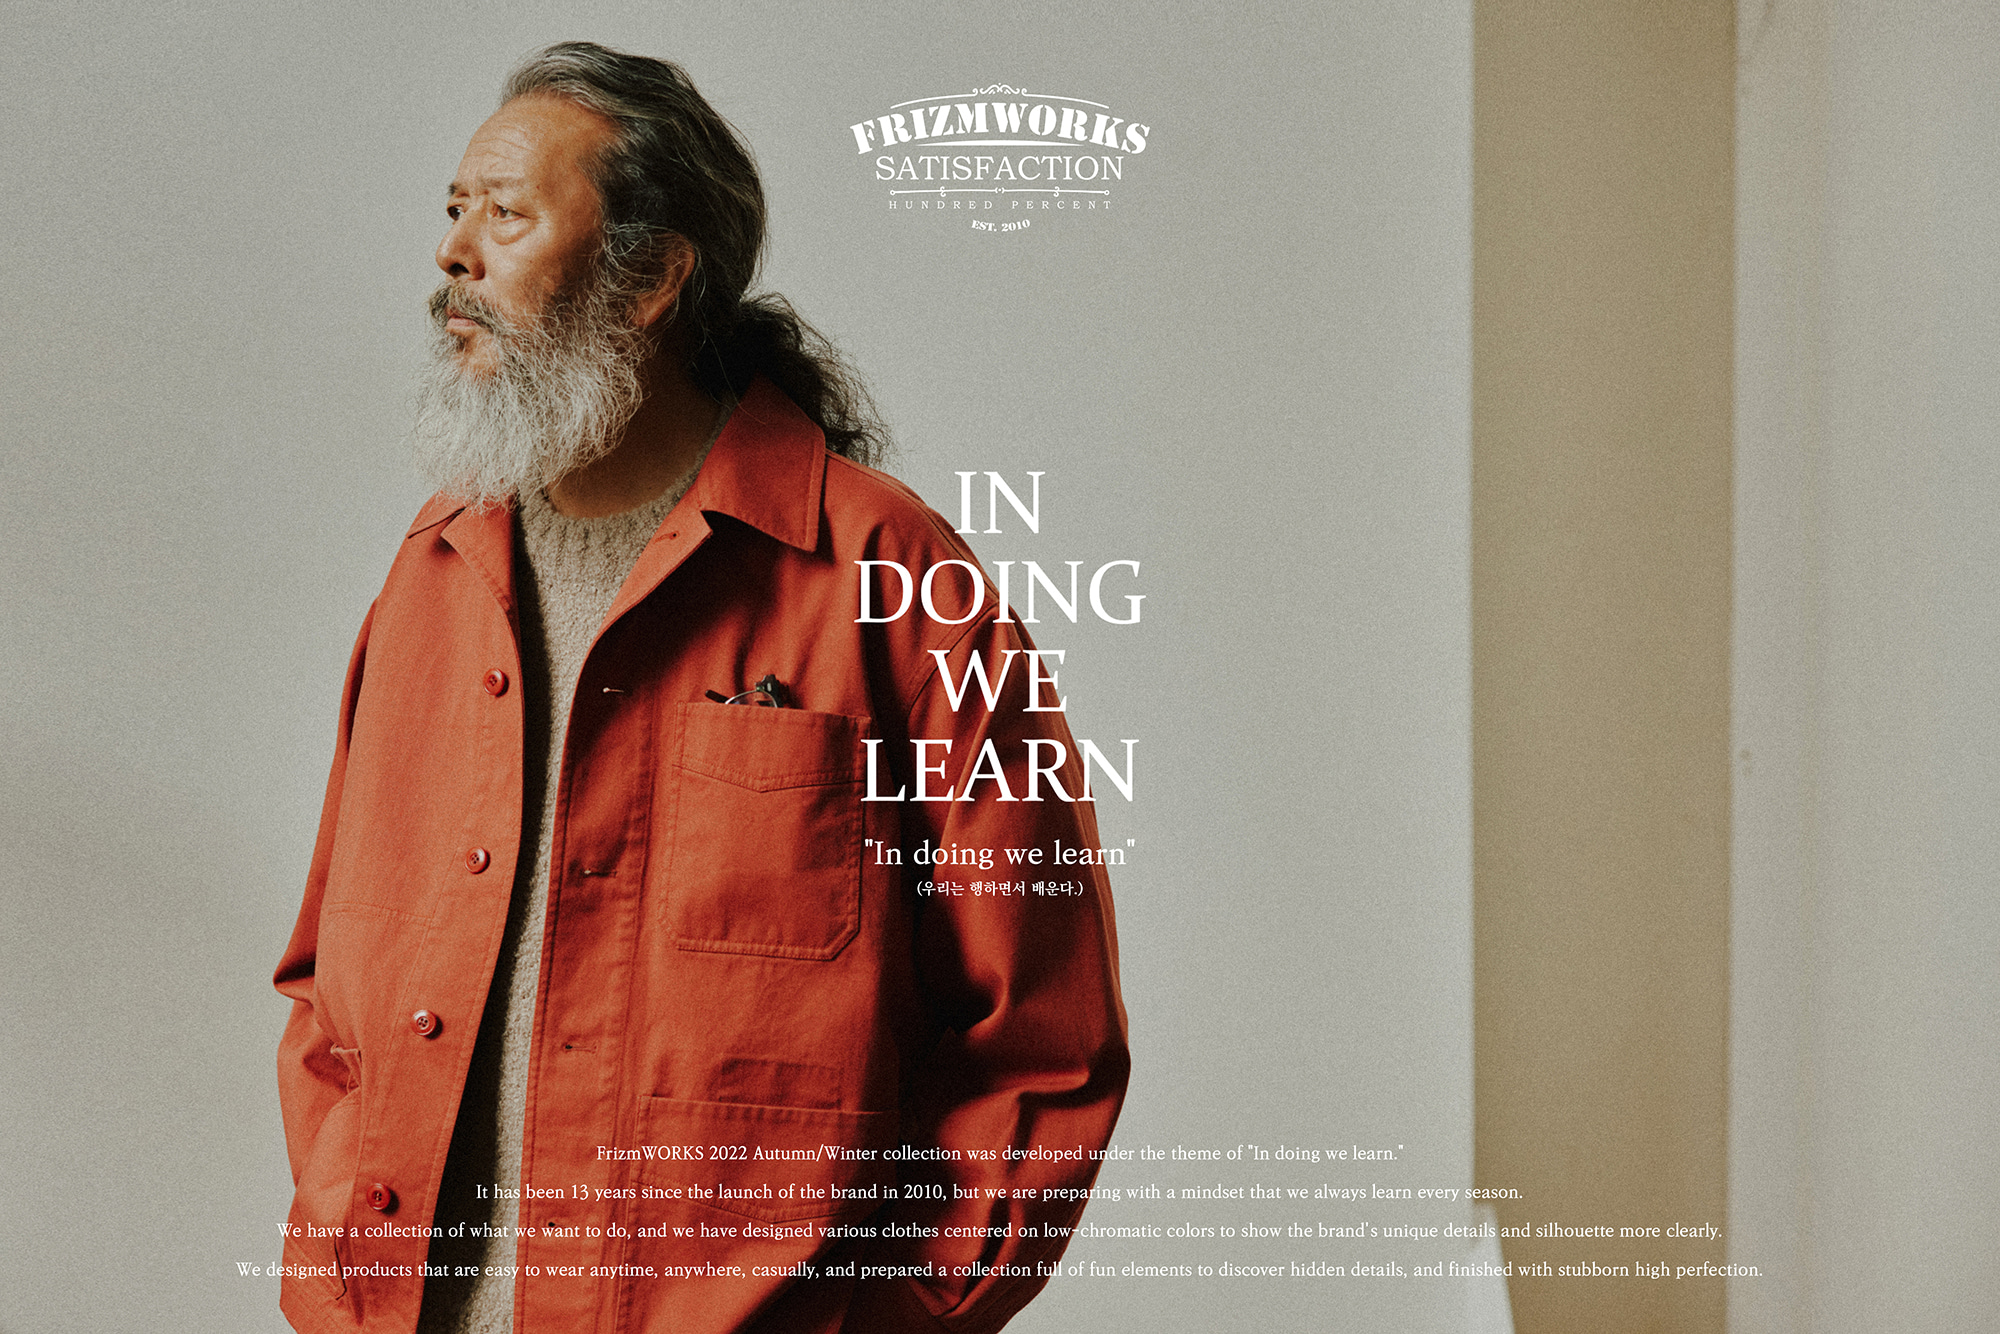 FRIZMWORKS
SATISFACTION
HUNDRED PERCENT
EST. 2010
IN
DOING
WE
LEARN
"In doing we learn"
(우리는 행하면서 배운다.)
FrizmWORKS 2022 Autumn/Winter collection was developed under the theme of "In doing we learn."
It has been 13 years since the launch of the brand in 2010, but we are preparing with a mindset that we always learn every season.
We have a collection of what we want to do, and we have designed various clothes centered on low-chromatic colors to show the brand's unique details and silhouette more clearly.
We designed products that are easy to wear anytime, anywhere, casually, and prepared a collection full of fun elements to discover hidden details, and finished with stubborn high perfection.